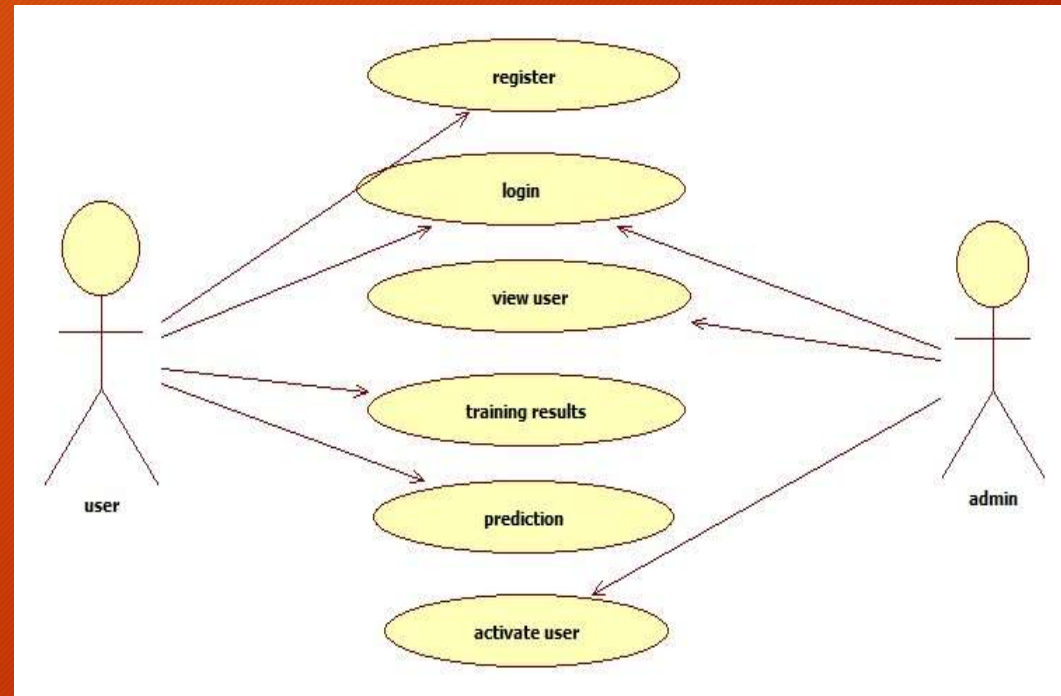 register
login
view user
training results
prediction
activate user
user
admin